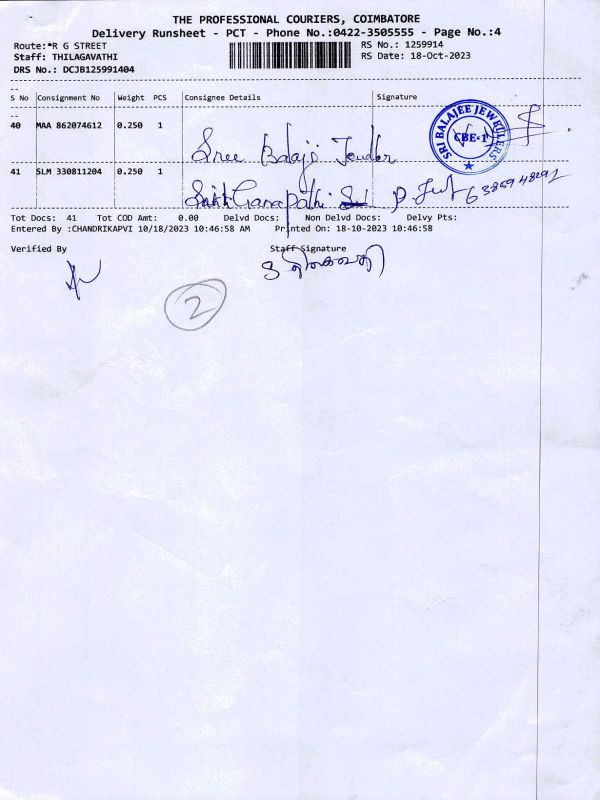 THE PROFESSIONAL COURIERS, COIMBATORE
Delivery Runsheet - PCT - Phone No.:0422-3505555 - Page No.:4
Route:*R G STREET
RS No.: 1259914
Staff: THILAGAVATHI
RS Date: 18-Oct-2023
DRS No.: DCJB125991404
S No Consignment No Weight PCS Consignee Details Signature
40 MAA 862074612 0.250 1 Sree Balaji
SRI BALAJEE JEWELLERS
CBE-1
41 SLM 330811204 0.250 1 Ganapathi
Tot Docs: 41 Tot COD Amt: 0.00 Delvd Docs: Non Delvd Docs: Delvy Pts:
Entered By :CHANDRIKAPVI 10/18/2023 10:46:58 AM Printed On: 18-10-2023 10:46:58
Verified By Staff Signature
2